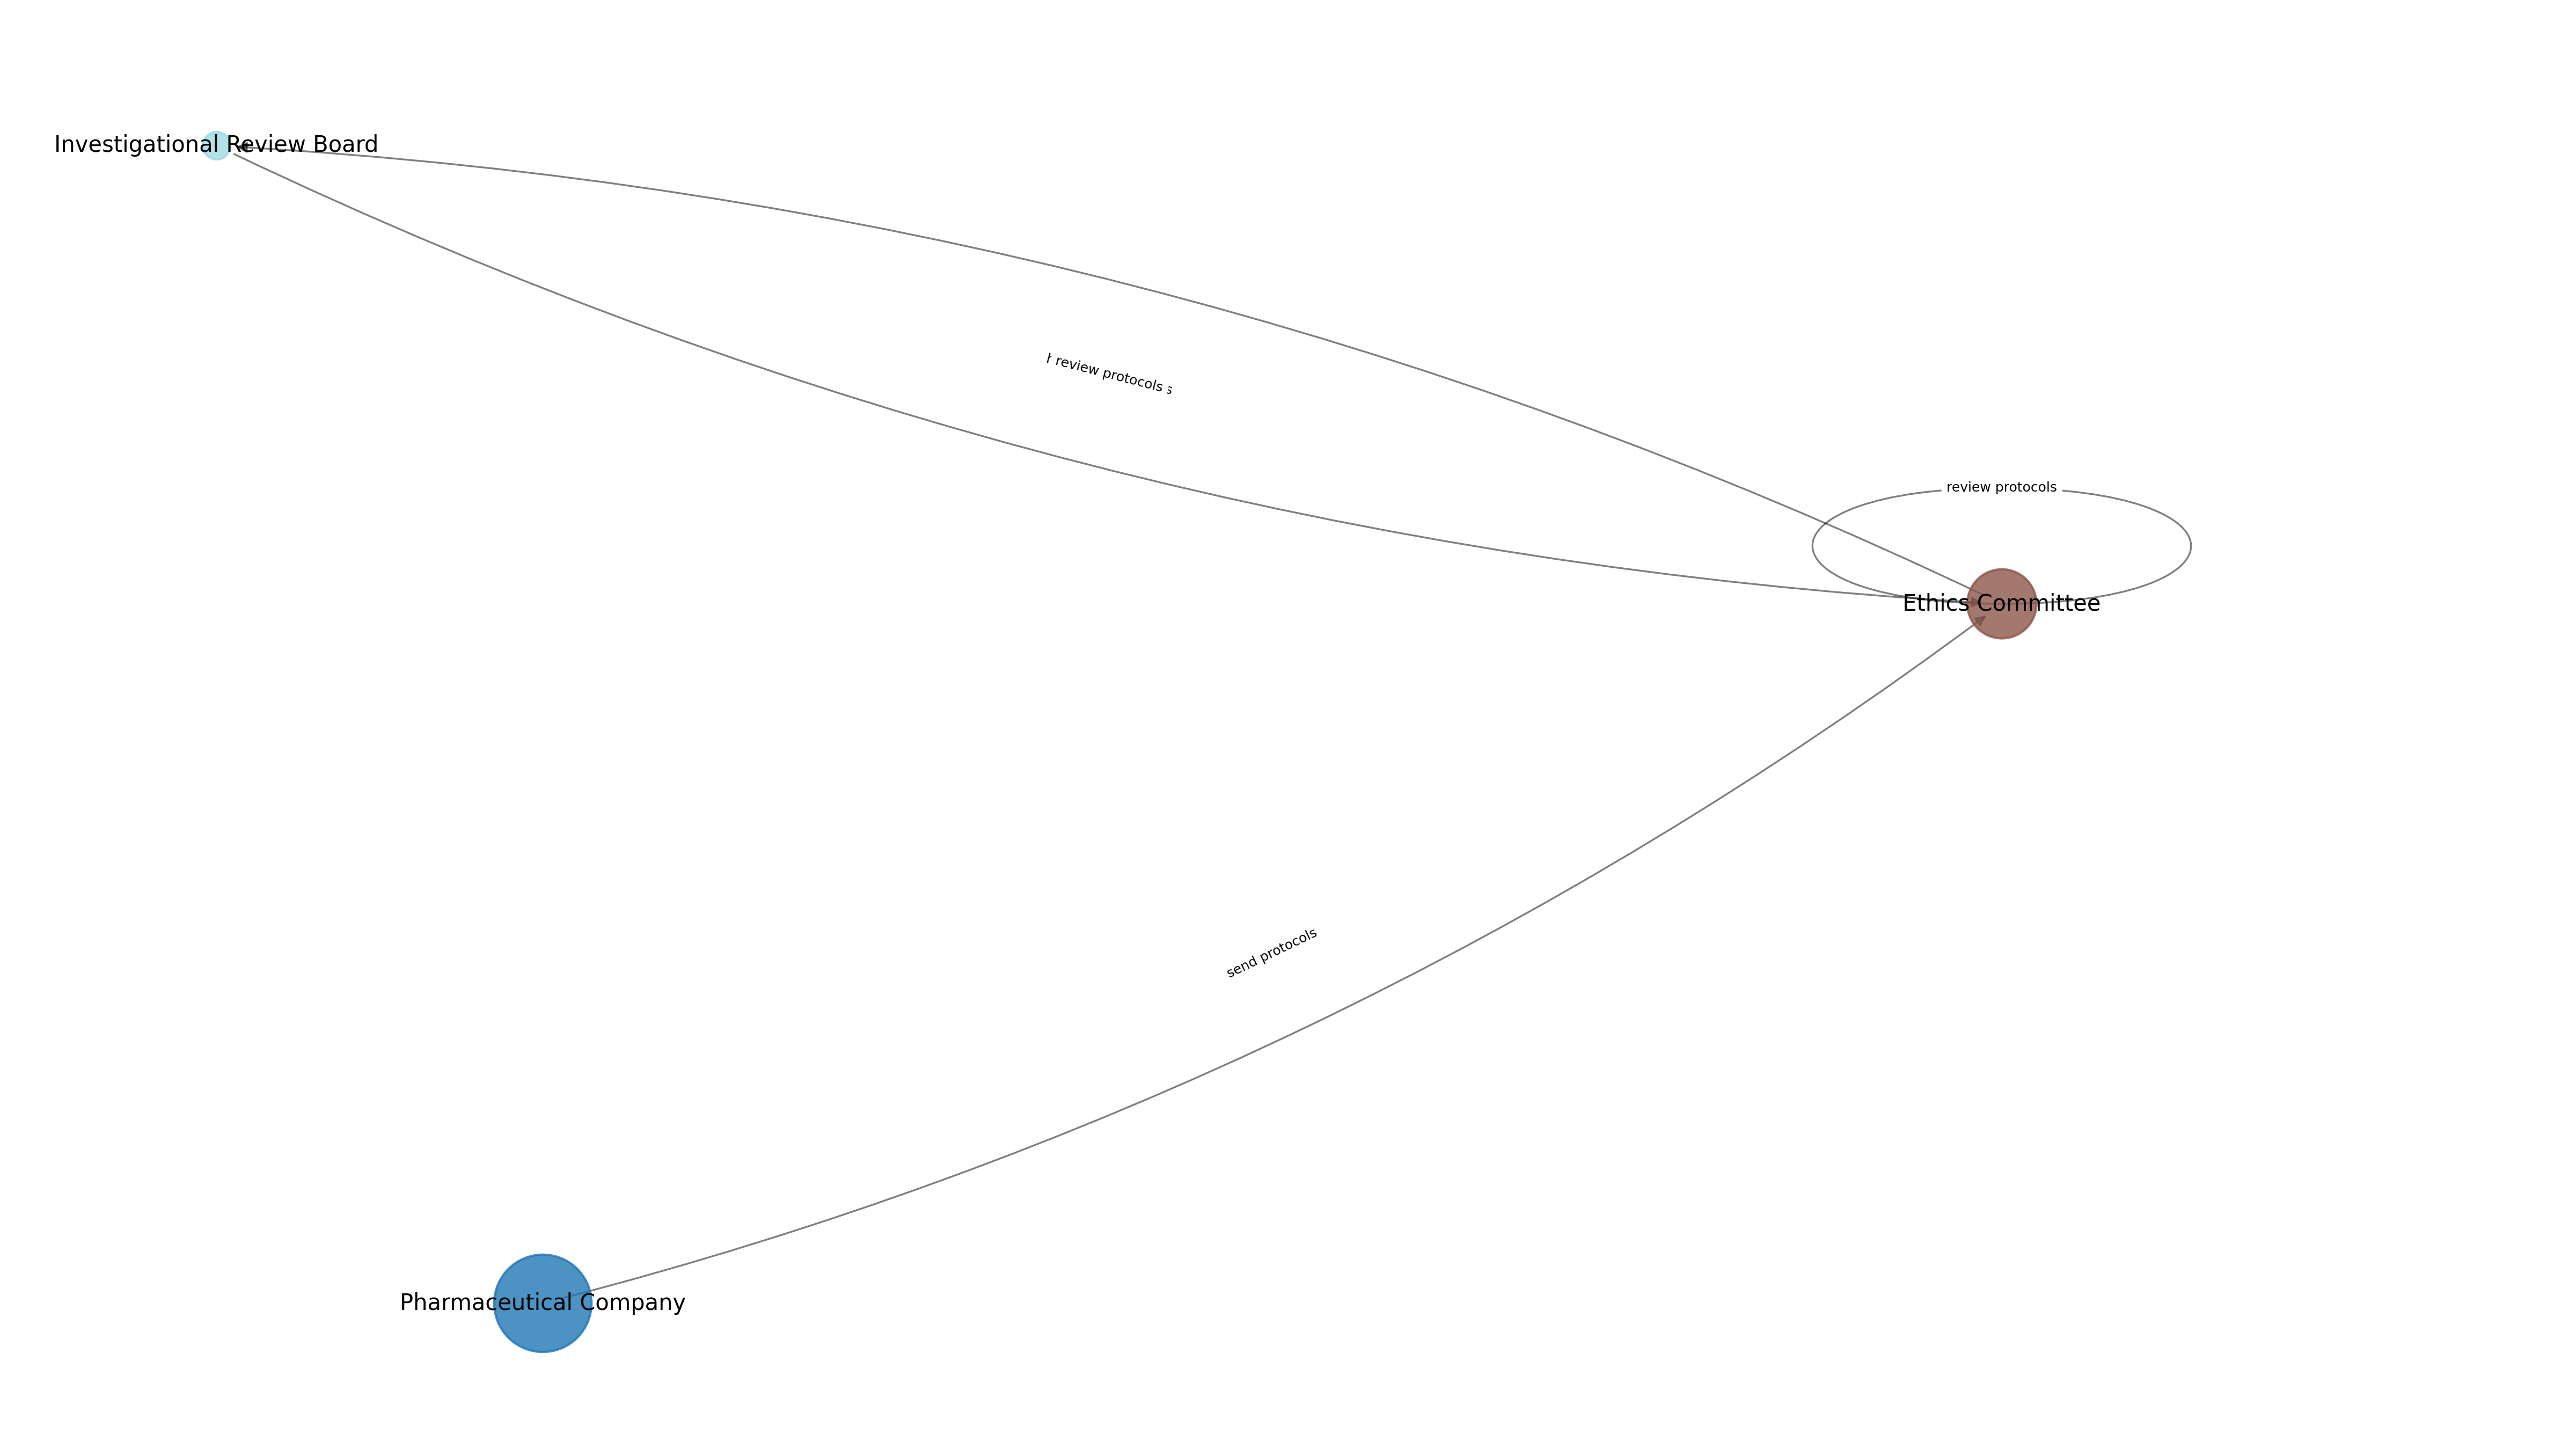 Investigational Review Board
review protocols
review protocols
Ethics Committee
send protocols
Pharmaceutical Company